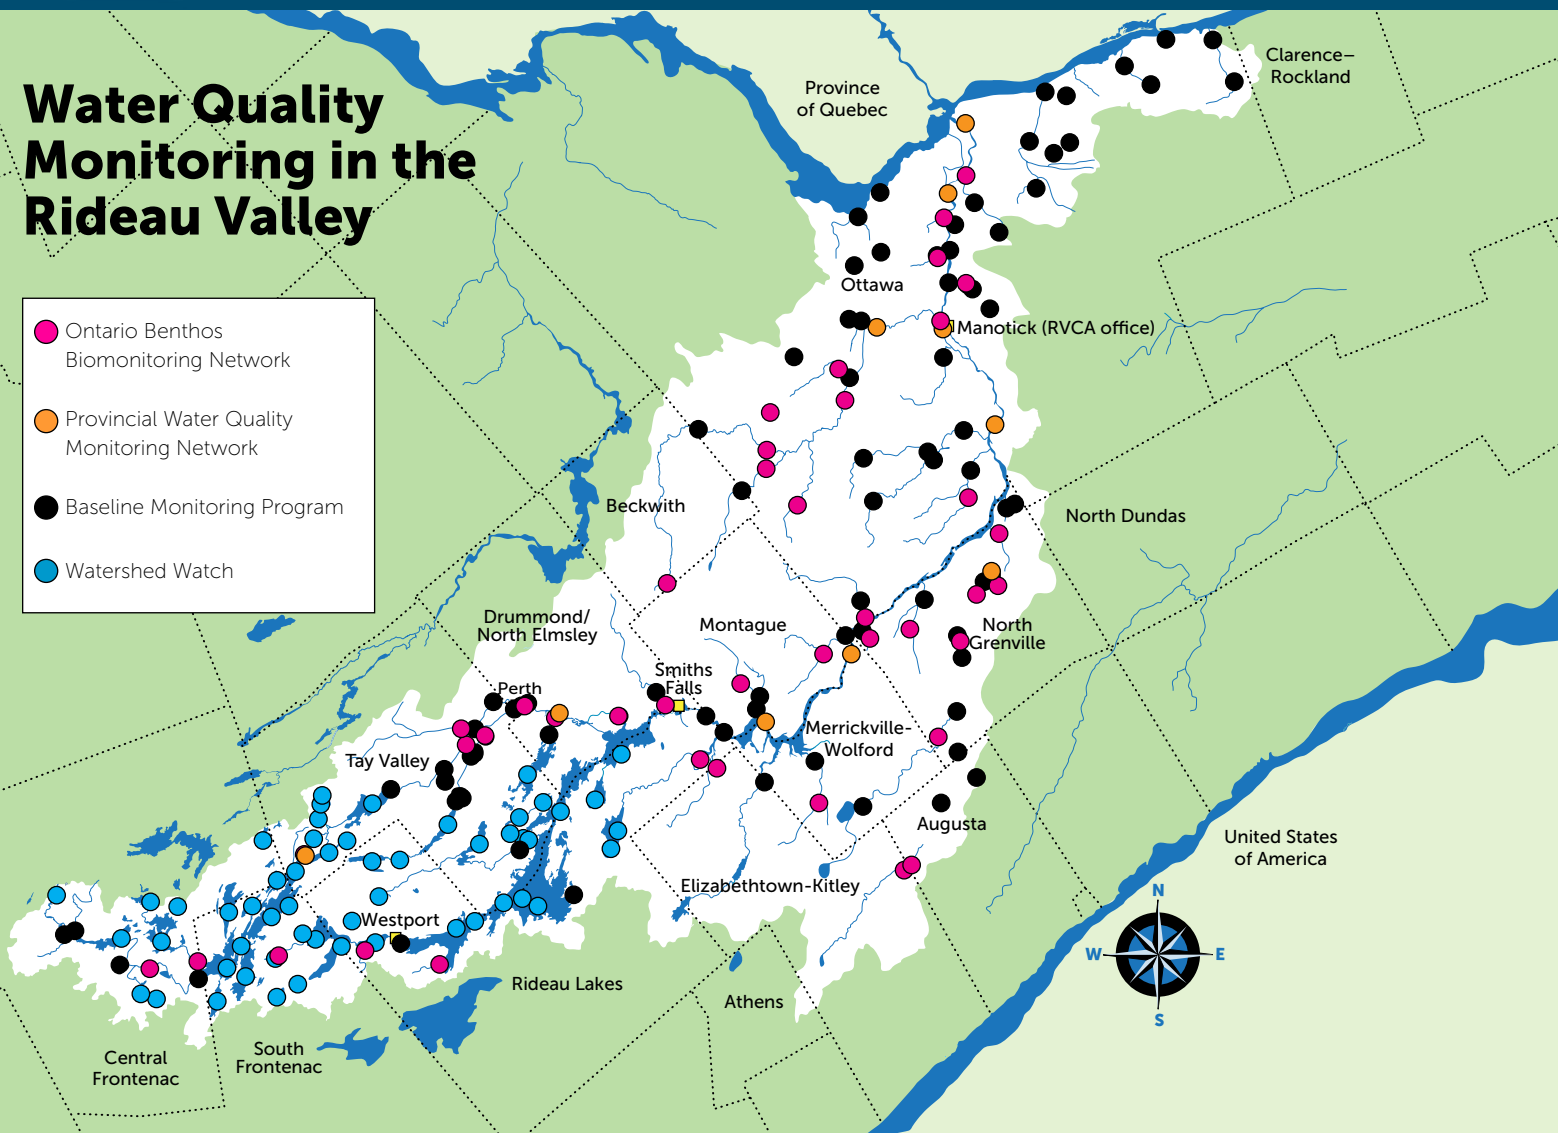 Water Quality
Monitoring in the
Rideau Valley
Ontario Benthos
Biomonitoring Network
Provincial Water Quality
Monitoring Network
Baseline Monitoring Program
Watershed Watch
Province
of Quebec
Clarence–
Rockland
Ottawa
Manotick (RVCA office)
Beckwith
North Dundas
Drummond/
North Elmsley
Montague
North
Grenville
Smiths
Falls
Perth
Merrickville-
Wolford
Tay Valley
Augusta
United States
of America
Elizabethtown-Kitley
Westport
Rideau Lakes
Athens
Central
Frontenac
South
Frontenac
N
W
E
S